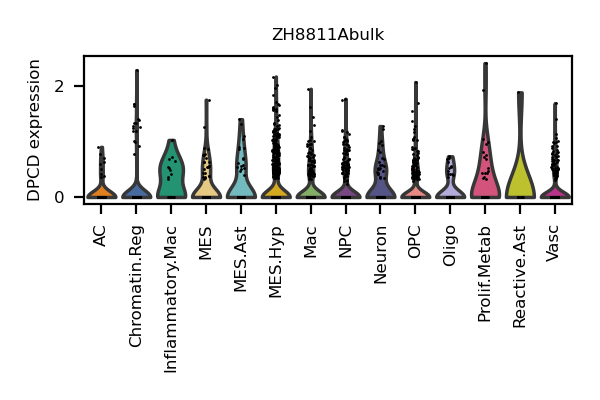 ZH8811Abulk
DPCD expression
2
0
AC
Chromatin.Reg
Inflammatory.Mac
MES
MES.Ast
MES.Hyp
Mac
NPC
Neuron
OPC
Oligo
Prolif.Metab
Reactive.Ast
Vasc